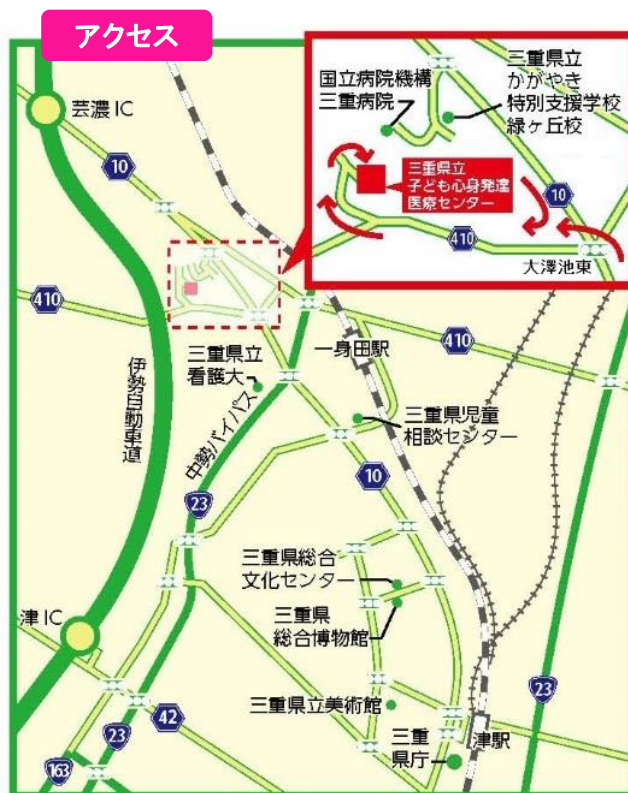 アクセス
芸濃IC
国立病院機構
三重病院
三重県立
かがやき
特別支援学校
緑ヶ丘校
三重県立
子ども心身発達
医療センター
10
410
大澤池東
10
410
三重県立
看護大
一身田駅
410
伊勢自動車道
中勢バイパス
三重県児童
相談センター
10
23
三重県総合
文化センター
三重県
総合博物館
津IC
三重県立美術館
23
42
23
163
三重
県庁
津駅